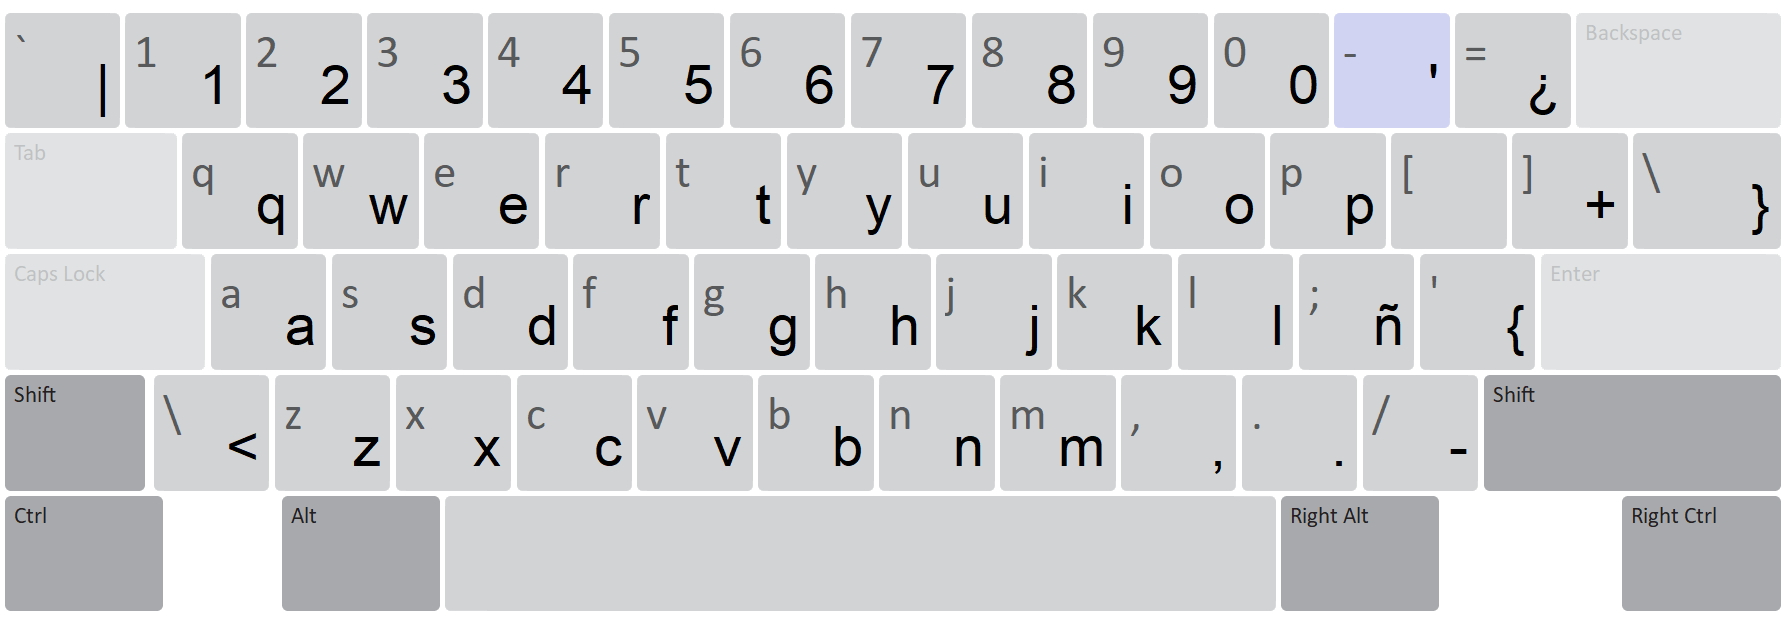 ` | 1 1 2 2 3 3 4 4 5 5 6 6 7 7 8 8 9 9 0 0 - ' = ¿ Backspace
Tab q q w w e e r r t t y y u u i i o o p p [ ] + \ }
Caps Lock a a s s d d f f g g h h j j k k l l ; ñ ' { Enter
Shift \ < z z x x c c v v b b n n m m , , . . / - Shift
Ctrl Alt Right Alt Right Ctrl